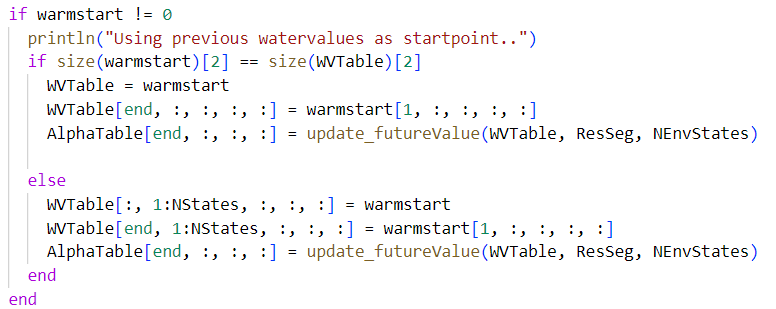 if warmstart != 0
println("Using previous watervalues as startpoint..")
if size(warmstart)[2] == size(WVTable)[2]
WVTable = warmstart
WVTable[end, :, :, :, :] = warmstart[1, :, :, :, :]
AlphaTable[end, :, :, :] = update_futureValue(WVTable, ResSeg, NEnvStates)
else
WVTable[:, 1:NStates, :, :, :] = warmstart
WVTable[end, 1:NStates, :, :, :] = warmstart[1, :, :, :, :]
AlphaTable[end, :, :, :] = update_futureValue(WVTable, ResSeg, NEnvStates)
end
end